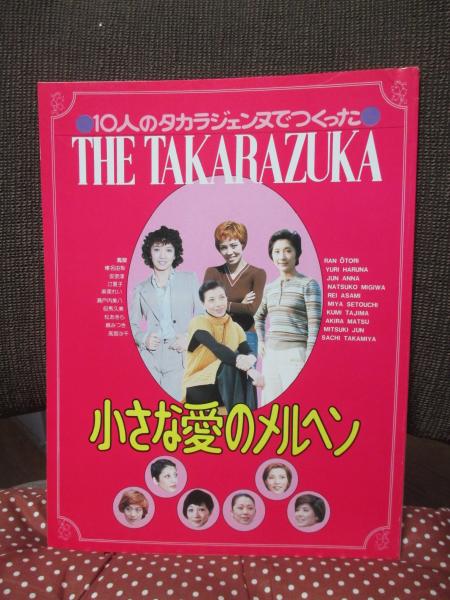 10人のタカラジェンヌでつくった
THE TAKARAZUKA
鳳蘭
榛名由梨
安奈淳
汀夏子
麻実れい
瀬戸内美八
但馬久美
松あきら
順みつき
高宮沙千
RAN ŌTORI
YURI HARUNA
JUN ANNA
NATSUKO MIGIWA
REI ASAMI
MIYA SETOUCHI
KUMI TAJIMA
AKIRA MATSU
MITSUKI JUN
SACHI TAKAMIYA
小さな愛のメルヘン